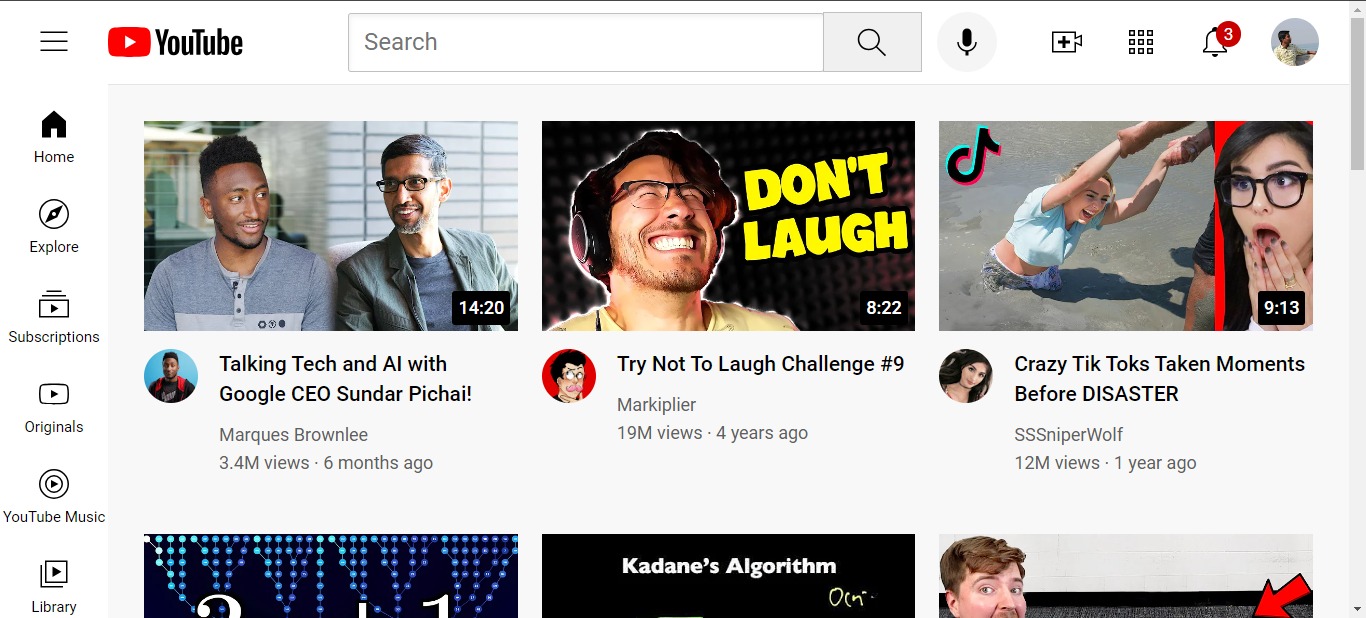 YouTube
Search
3
Home
Explore
Subscriptions
Originals
YouTube Music
Library
DON'T
LAUGH
14:20
8:22
9:13
Talking Tech and AI with
Google CEO Sundar Pichai!
Marques Brownlee
3.4M views · 6 months ago
Try Not To Laugh Challenge #9
Markiplier
19M views · 4 years ago
Crazy Tik Toks Taken Moments
Before DISASTER
SSSniperWolf
12M views · 1 year ago
Kadane's Algorithm